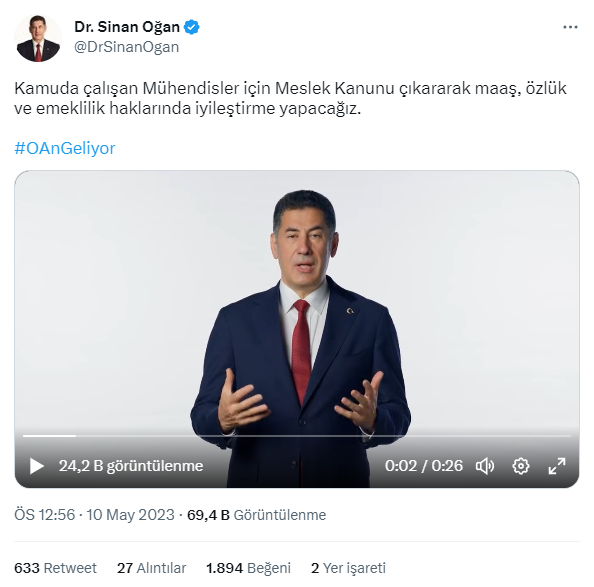 Dr. Sinan Oğan
@DrSinanOgan
Kamuda çalışan Mühendisler için Meslek Kanunu çıkararak maaş, özlük
ve emeklilik haklarında iyileştirme yapacağız.
#OAnGeliyor
24,2 B görüntülenme 0:02 / 0:26
ÖS 12:56 · 10 May 2023 · 69,4 B Görüntülenme
633 Retweet 27 Alıntılar 1.894 Beğeni 2 Yer işareti